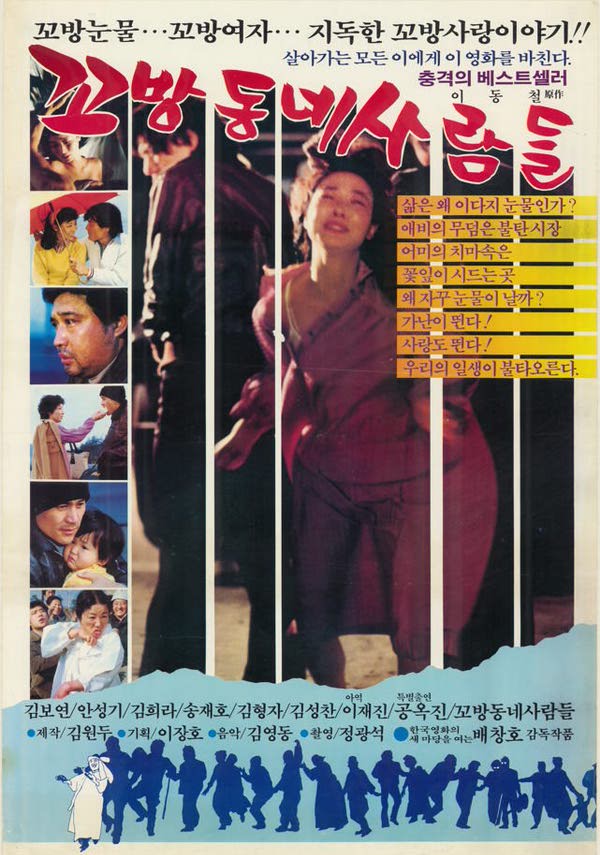 꼬방눈물…꼬방여자… 지독한 꼬방사랑이야기!!
살아가는 모든 이에게 이 영화를 바친다.
충격의 베스트셀러
이동철 原作
꼬방동네사람들
삶은 왜 이다지 눈물인가?
애비의 무덤은 불탄시장
어미의 치마속은
꽃잎이 시드는 곳
왜 자꾸 눈물이 날까?
가난이 뛴다!
사랑도 뛴다!
우리의 일생이 불타오른다.
아역 特別出演
김보연/안성기/김희라/송재호/김형자/김성찬/이재진/공옥진/꼬방동네사람들
●제작/김원두 ●기획/이장호 ●음악/김영동 ●촬영/정광석 ●한국영화의 새 마당을 여는 배창호 감독작품